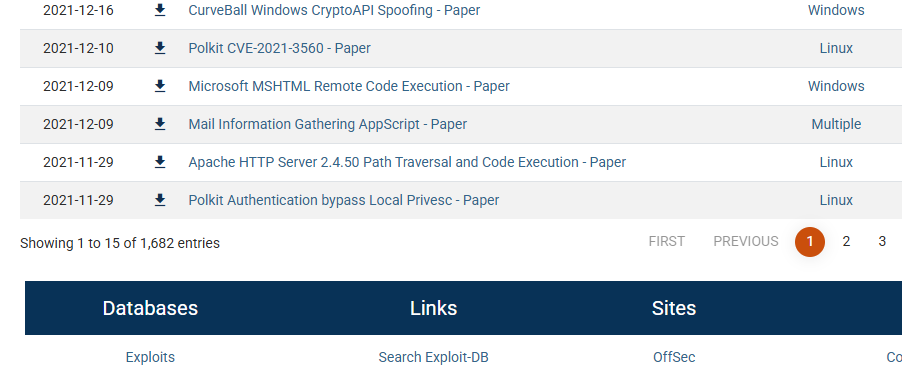 2021-12-16 CurveBall Windows CryptoAPI Spoofing - Paper Windows
2021-12-10 Polkit CVE-2021-3560 - Paper Linux
2021-12-09 Microsoft MSHTML Remote Code Execution - Paper Windows
2021-12-09 Mail Information Gathering AppScript - Paper Multiple
2021-11-29 Apache HTTP Server 2.4.50 Path Traversal and Code Execution - Paper Linux
2021-11-29 Polkit Authentication bypass Local Privesc - Paper Linux
Showing 1 to 15 of 1,682 entries FIRST PREVIOUS 1 2 3
Databases Links Sites
Exploits Search Exploit-DB OffSec Co